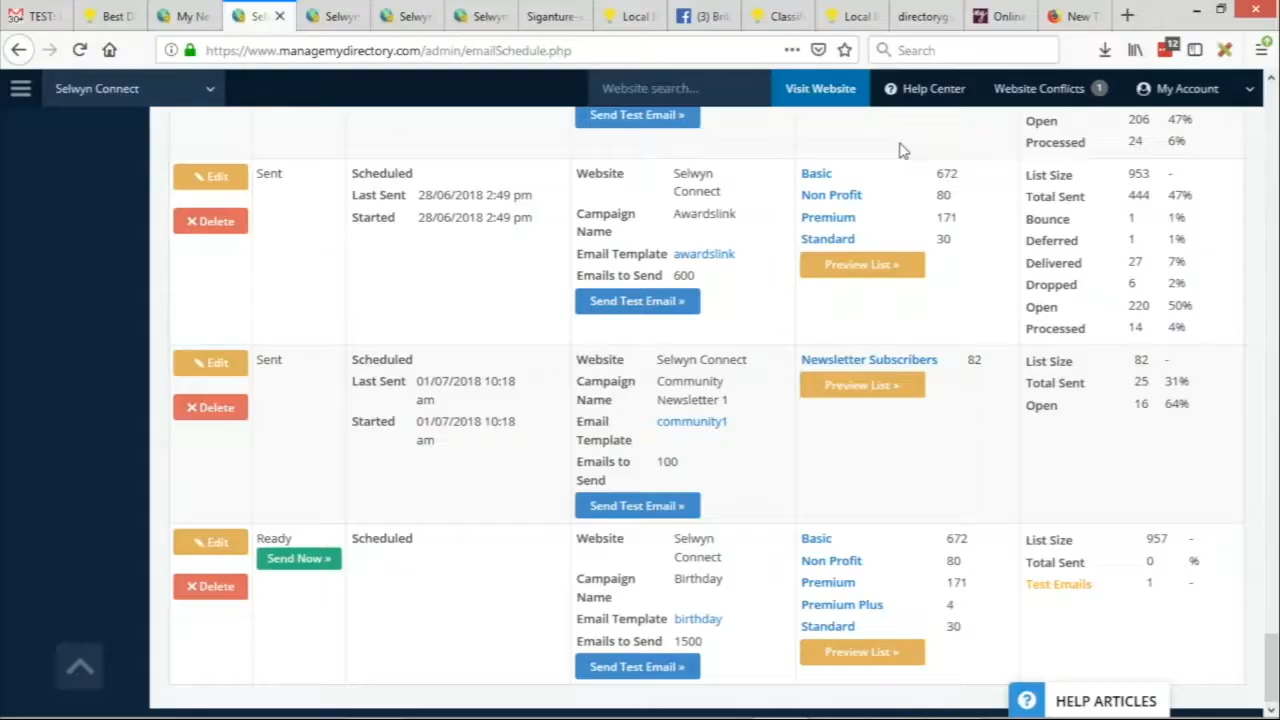 30+ TEST:
Best D
My Ne
Sel
Selwy
Selwy
Selwy
Siganture-
Local
(3) Bri
Classif
Local
directoryg
Online
New T
https://www.managemydirectory.com/admin/emailSchedule.php
Search
12
Selwyn Connect
Website search...
Visit Website
Help Center
Website Conflicts 1
My Account
Send Test Email »
Open 206 47%
Processed 24 6%
Edit
Delete
Sent
Scheduled
Last Sent 28/06/2018 2:49 pm
Started 28/06/2018 2:49 pm
Website Selwyn
Connect
Campaign Awardslink
Name
Email Template awardslink
Emails to Send 600
Send Test Email »
Basic 672
Non Profit 80
Premium 171
Standard 30
Preview List »
List Size 953 -
Total Sent 444 47%
Bounce 1 1%
Deferred 1 1%
Delivered 27 7%
Dropped 6 2%
Open 220 50%
Processed 14 4%
Edit
Delete
Sent
Scheduled
Last Sent 01/07/2018 10:18
am
Started 01/07/2018 10:18
am
Website Selwyn Connect
Campaign Community
Name Newsletter 1
Email community1
Template
Emails to 100
Send
Send Test Email »
Newsletter Subscribers 82
Preview List »
List Size 82 -
Total Sent 25 31%
Open 16 64%
Edit
Delete
Ready
Send Now »
Scheduled
Website Selwyn
Connect
Campaign Birthday
Name
Email Template birthday
Emails to Send 1500
Send Test Email »
Basic 672
Non Profit 80
Premium 171
Premium Plus 4
Standard 30
Preview List »
List Size 957 -
Total Sent 0 %
Test Emails 1 -
? HELP ARTICLES